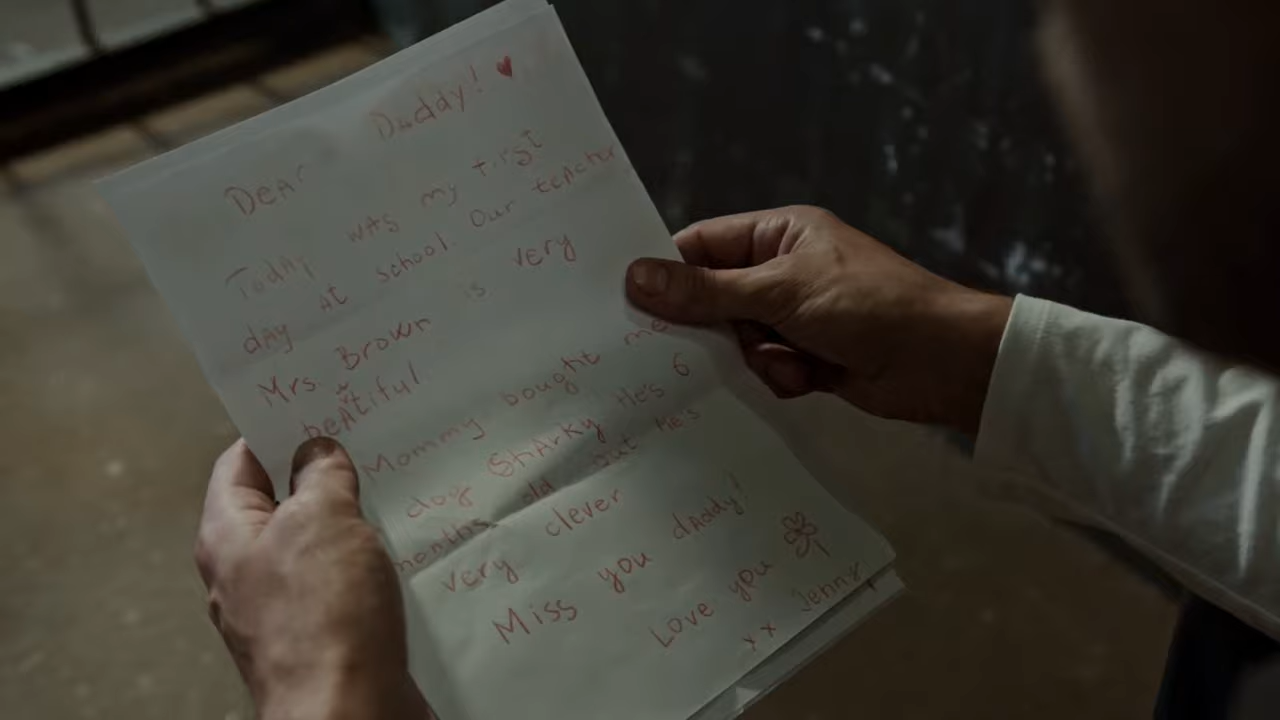 Dear Daddy! ♥
Today was my first
day at school. Our teacher
Mrs. Brown is very
beautiful
Mommy bought me
dog Sharky He's 6
months old but He's
very clever
Miss you daddy!
Love you
xx Jenny